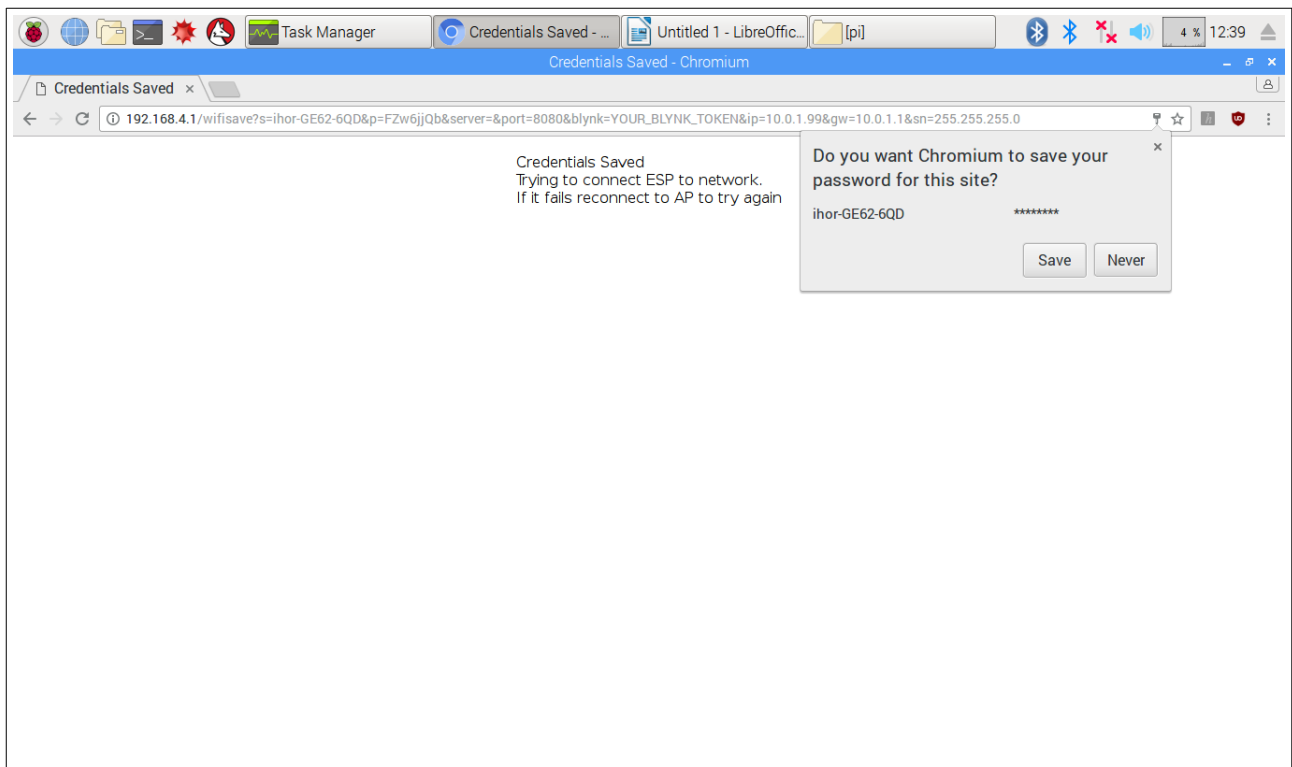 Task Manager
Credentials Saved - ...
Untitled 1 - LibreOffic...
[pi]
4 %
12:39
Credentials Saved - Chromium
Credentials Saved
192.168.4.1/wifisave?s=ihor-GE62-6QD&p=FZw6jjQb&server=&port=8080&blynk=YOUR_BLYNK_TOKEN&ip=10.0.1.99&gw=10.0.1.1&sn=255.255.255.0
Credentials Saved
Trying to connect ESP to network.
If it fails reconnect to AP to try again
Do you want Chromium to save your
password for this site?
ihor-GE62-6QD ********
Save Never